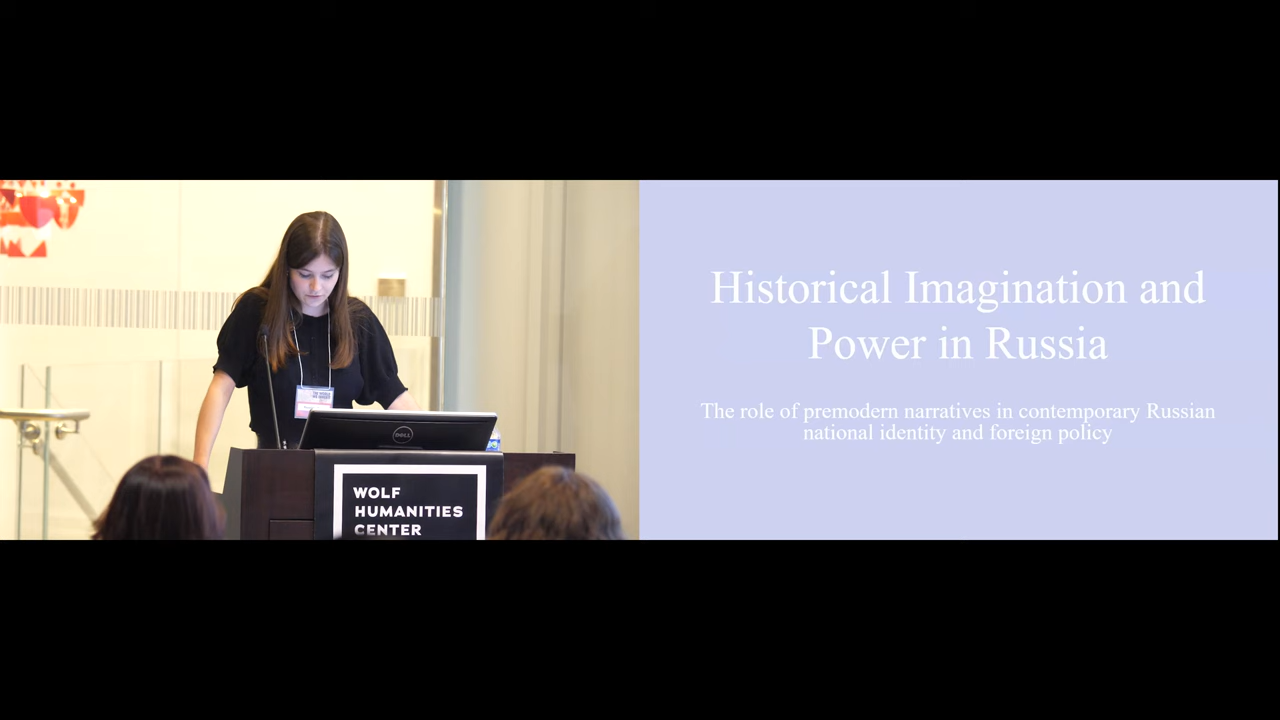 WOLF
HUMANITIES
CENTER
DELL
Historical Imagination and
Power in Russia
The role of premodern narratives in contemporary Russian
national identity and foreign policy